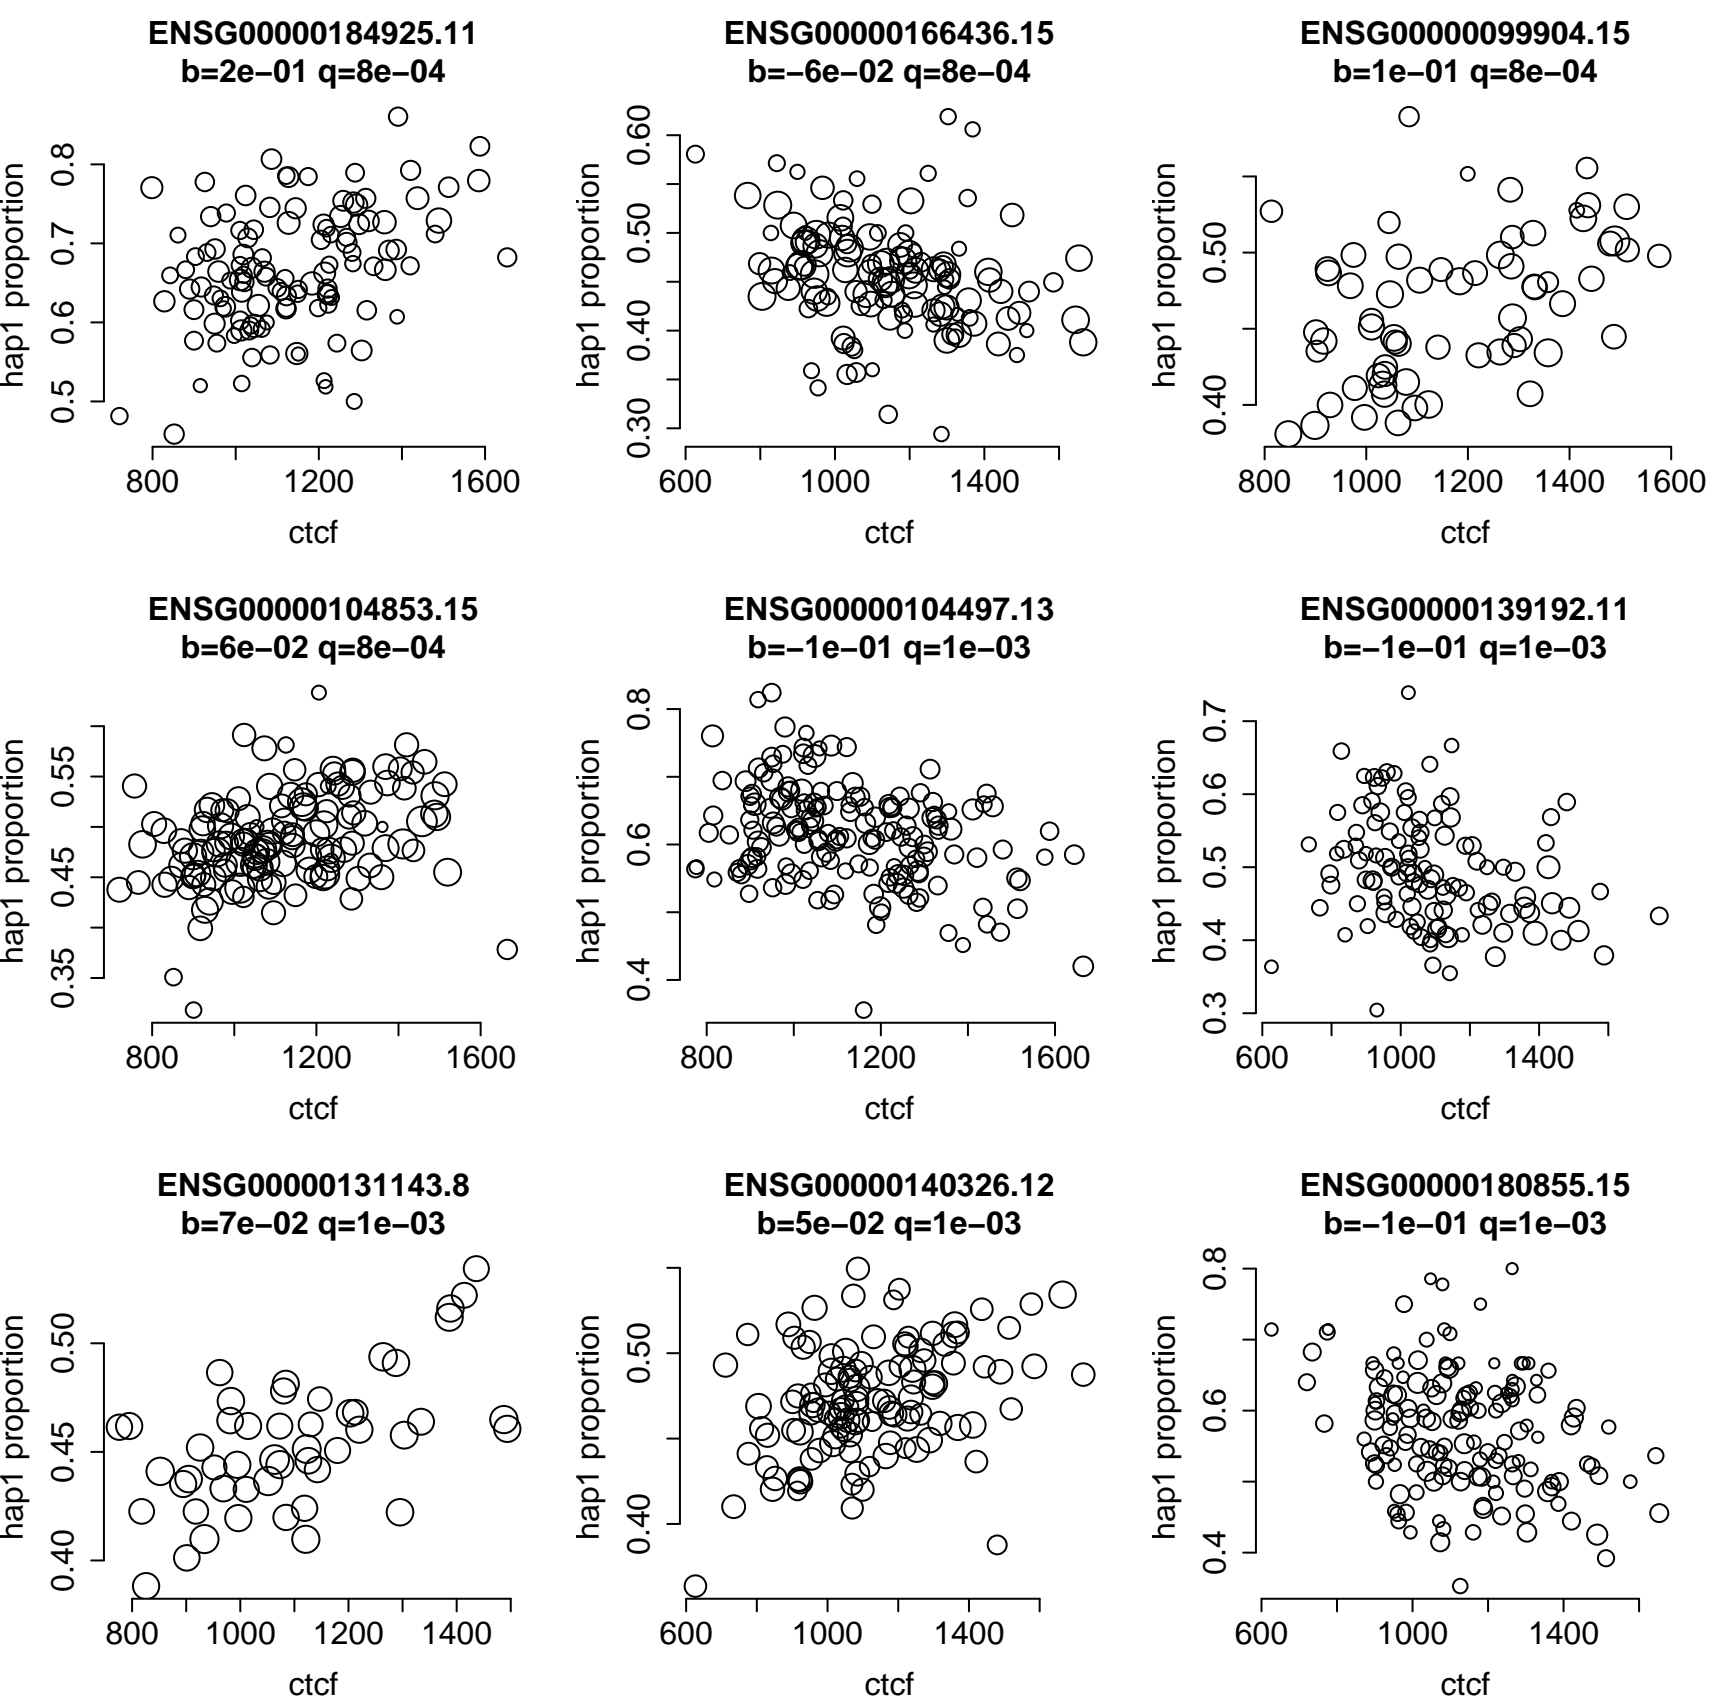 ENSG00000184925.11
b=2e−01 q=8e−04
hap1 proportion
0.5 0.6 0.7 0.8
800 1200 1600
ctcf
ENSG00000166436.15
b=−6e−02 q=8e−04
hap1 proportion
0.30 0.40 0.50 0.60
600 1000 1400
ctcf
ENSG00000099904.15
b=1e−01 q=8e−04
hap1 proportion
0.40 0.50
800 1000 1200 1400 1600
ctcf
ENSG00000104853.15
b=6e−02 q=8e−04
hap1 proportion
0.35 0.45 0.55
800 1200 1600
ctcf
ENSG00000104497.13
b=−1e−01 q=1e−03
hap1 proportion
0.4 0.6 0.8
800 1200 1600
ctcf
ENSG00000139192.11
b=−1e−01 q=1e−03
hap1 proportion
0.3 0.4 0.5 0.6 0.7
600 1000 1400
ctcf
ENSG00000131143.8
b=7e−02 q=1e−03
hap1 proportion
0.40 0.45 0.50
800 1000 1200 1400
ctcf
ENSG00000140326.12
b=5e−02 q=1e−03
hap1 proportion
0.40 0.50
600 1000 1400
ctcf
ENSG00000180855.15
b=−1e−01 q=1e−03
hap1 proportion
0.4 0.6 0.8
600 1000 1400
ctcf